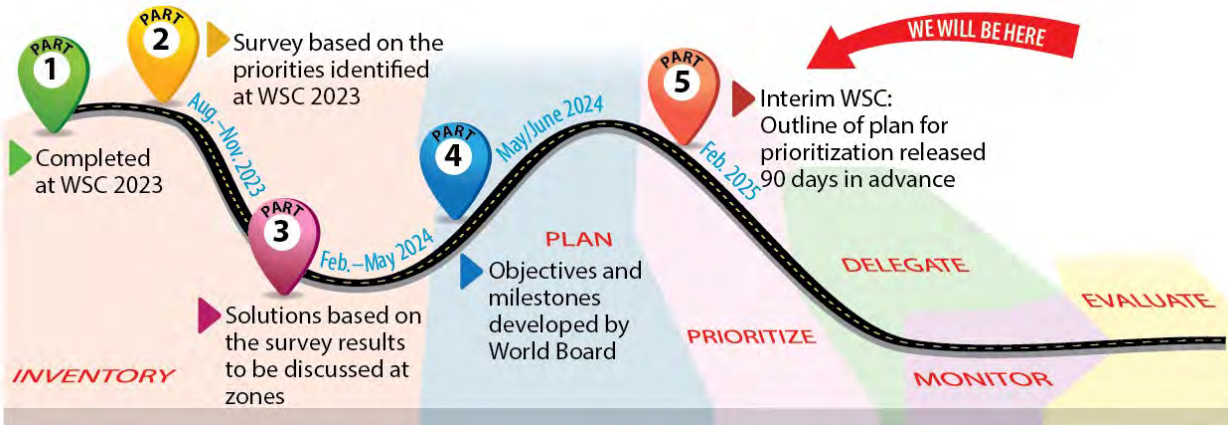 PART
1
Completed
at WSC 2023
PART
2
Survey based on the
priorities identified
at WSC 2023
Aug.–Nov. 2023
PART
3
Solutions based on
the survey results
to be discussed at
zones
Feb.–May 2024
INVENTORY
PART
4
May/June 2024
PLAN
Objectives and
milestones
developed by
World Board
PART
5
Feb. 2025
WE WILL BE HERE
Interim WSC:
Outline of plan for
prioritization released
90 days in advance
PRIORITIZE
DELEGATE
MONITOR
EVALUATE